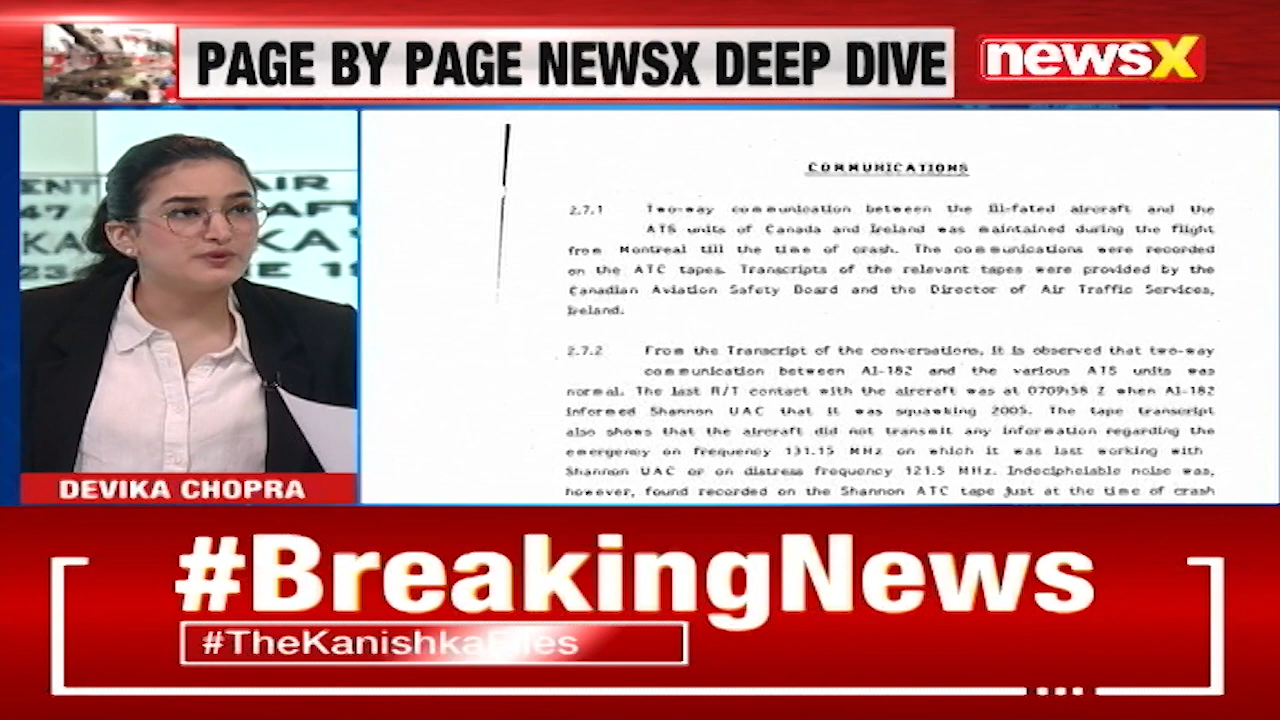 PAGE BY PAGE NEWSX DEEP DIVE
newsX
ENT AIR
47 AFT
KA KA
23 E 1
DEVIKA CHOPRA
COMMUNICATIONS
2.7.1 Two-way communication between the ill-fated aircraft and the
ATS units of Canada and Ireland was maintained during the flight
from Montreal till the time of crash. The communications were recorded
on the ATC tapes. Transcripts of the relevant tapes were provided by the
Canadian Aviation Safety Board and the Director of Air Traffic Services,
Ireland.
2.7.2 From the Transcript of the conversations, it is observed that two-way
communication between AI-182 and the various ATS units was
normal. The last R/T contact with the aircraft was at 0709:58 Z when AI-182
informed Shannon UAC that it was squawking 2005. The tape transcript
also shows that the aircraft did not transmit any information regarding the
emergency on frequency 131.15 MHz on which it was last working with
Shannon UAC or on distress frequency 121.5 MHz. Indecipherable noise was,
however, found recorded on the Shannon ATC tape just at the time of crash
#BreakingNews
#TheKanishkaFiles